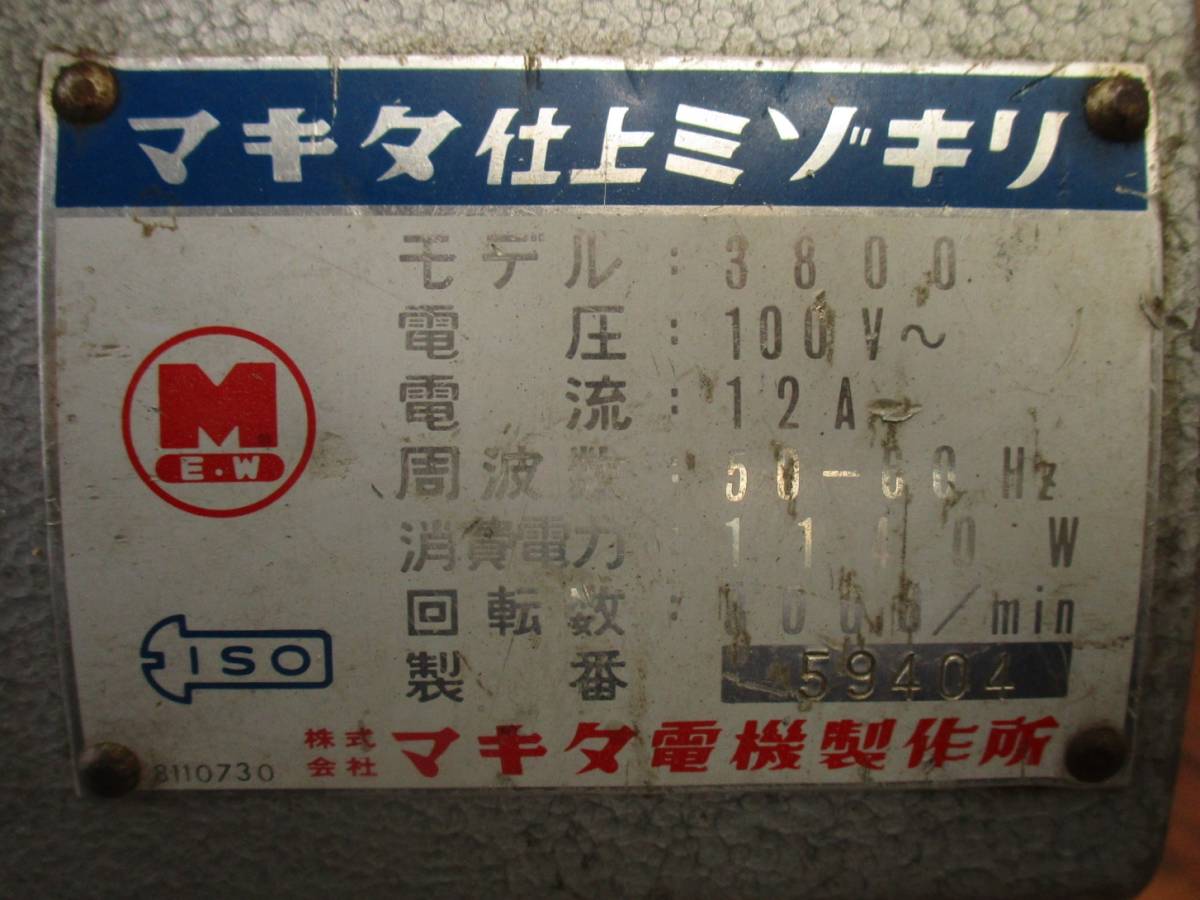 マキタ仕上ミゾキリ
モデル:3800
電圧:100V~
電流:12A~
周波数:50-60Hz
消費電力:1140W
回転数:/min
製番 59404
M
E・W
ISO
8110730
株式会社 マキタ電機製作所